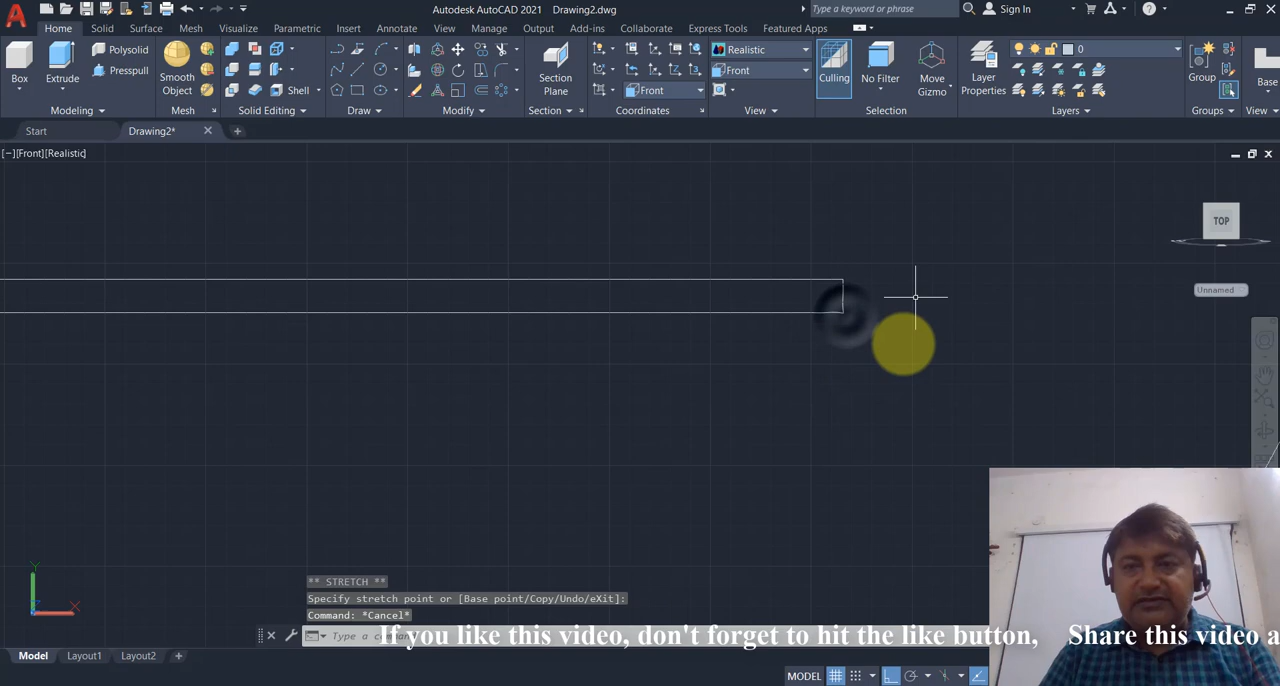 Autodesk AutoCAD 2021 Drawing2.dwg
Type a keyword or phrase
Sign In
Home Solid Surface Mesh Visualize Parametric Insert Annotate View Manage Output Add-ins Collaborate Express Tools Featured Apps
Box
Extrude
Polysolid
Presspull
Smooth
Object
Shell
Section
Plane
Front
Realistic
Front
Culling
No Filter
Move
Gizmo
Layer
Properties
0
Group
Base
Modeling
Mesh
Solid Editing
Draw
Modify
Section
Coordinates
View
Selection
Layers
Groups
View
Start
Drawing2*
[−][Front][Realistic]
TOP
Unnamed
Y
X
** STRETCH **
Specify stretch point or [Base point/Copy/Undo/eXit]:
Command: *Cancel*
Type a comman
If you like this video, don't forget to hit the like button, Share this video a
Model Layout1 Layout2
MODEL